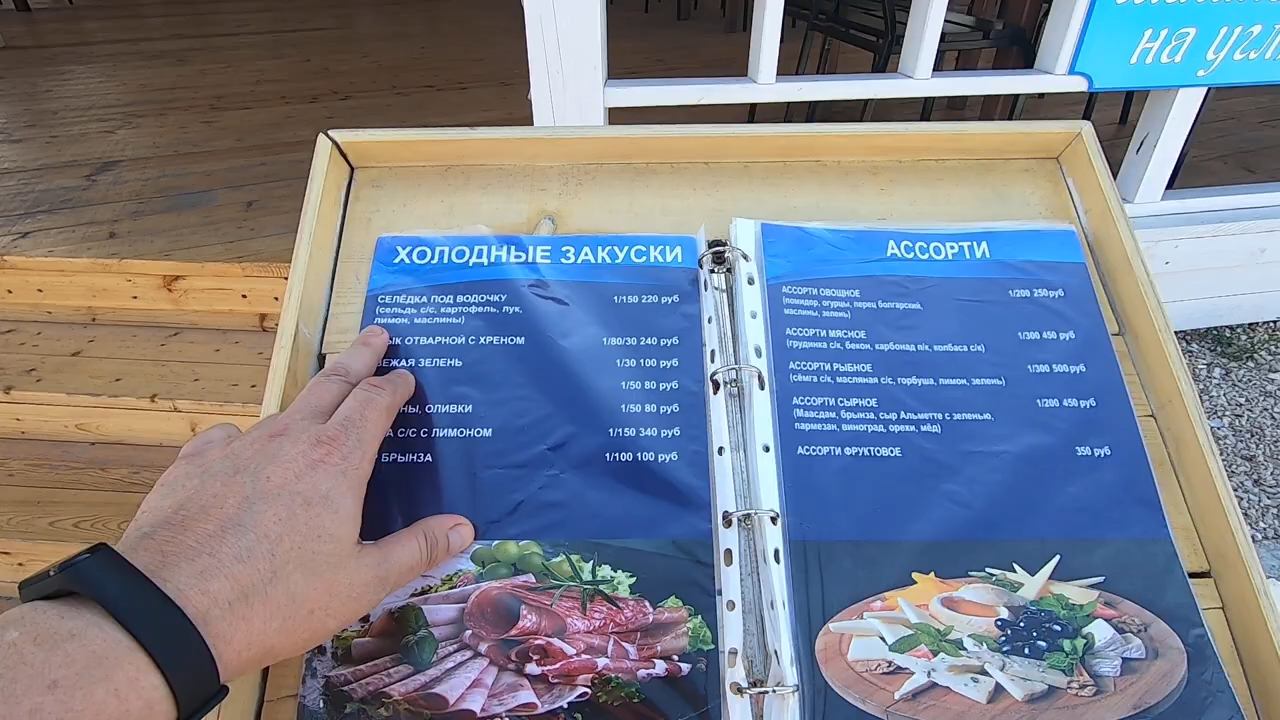 на угл
ХОЛОДНЫЕ ЗАКУСКИ
СЕЛЁДКА ПОД ВОДОЧКУ 1/150 220 руб
(сельдь с/с, картофель, лук,
лимон, маслины)
ЫК ОТВАРНОЙ С ХРЕНОМ 1/80/30 240 руб
ЕЖАЯ ЗЕЛЕНЬ 1/30 100 руб
1/50 80 руб
НЫ, ОЛИВКИ 1/50 80 руб
А С/С С ЛИМОНОМ 1/150 340 руб
БРЫНЗА 1/100 100 руб
АССОРТИ
АССОРТИ ОВОЩНОЕ 1/200 250 руб
(помидор, огурцы, перец болгарский,
маслины, зелень)
АССОРТИ МЯСНОЕ 1/300 450 руб
(грудинка с/к, бекон, карбонад п/к, колбаса с/к)
АССОРТИ РЫБНОЕ 1/300 500 руб
(сёмга с/к, масляная с/с, горбуша, лимон, зелень)
АССОРТИ СЫРНОЕ 1/200 450 руб
(Маасдам, брынза, сыр Альметте с зеленью,
пармезан, виноград, орехи, мёд)
АССОРТИ ФРУКТОВОЕ 350 руб